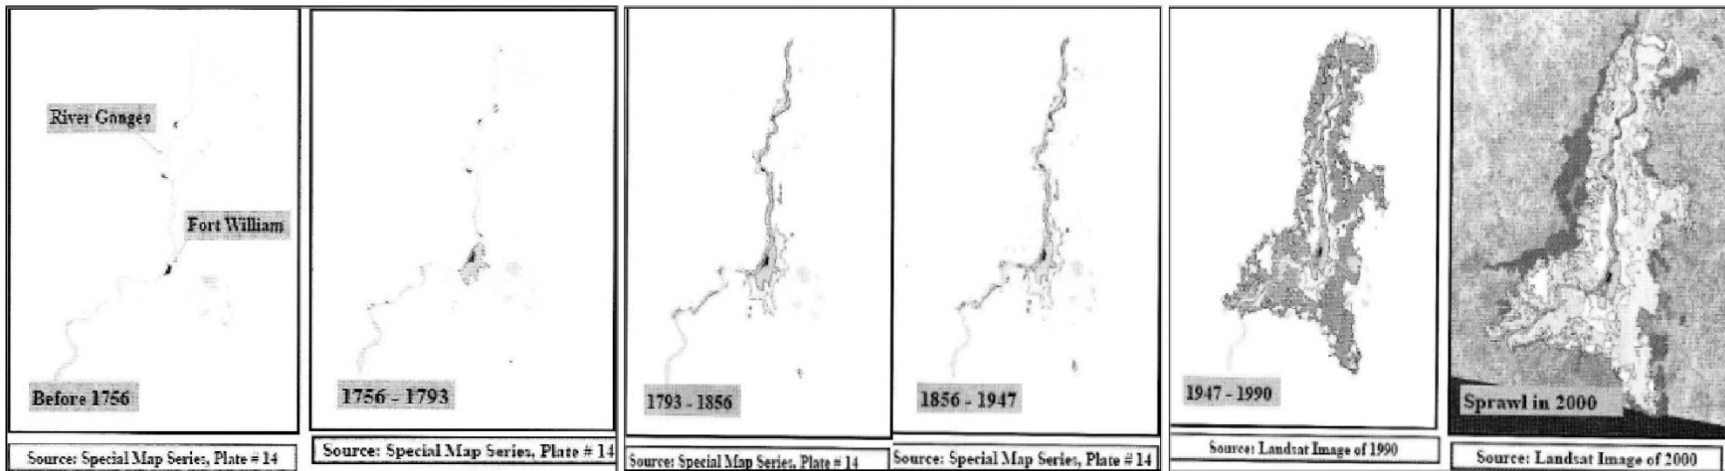 River Ganges
Fort William
Before 1756
Source: Special Map Series, Plate # 14
1756 - 1793
Source: Special Map Series, Plate # 14
1793 - 1856
Source: Special Map Series, Plate # 14
1856 - 1947
Source: Special Map Series, Plate # 14
1947 - 1990
Source: Landsat Image of 1990
Sprawl in 2000
Source: Landsat Image of 2000